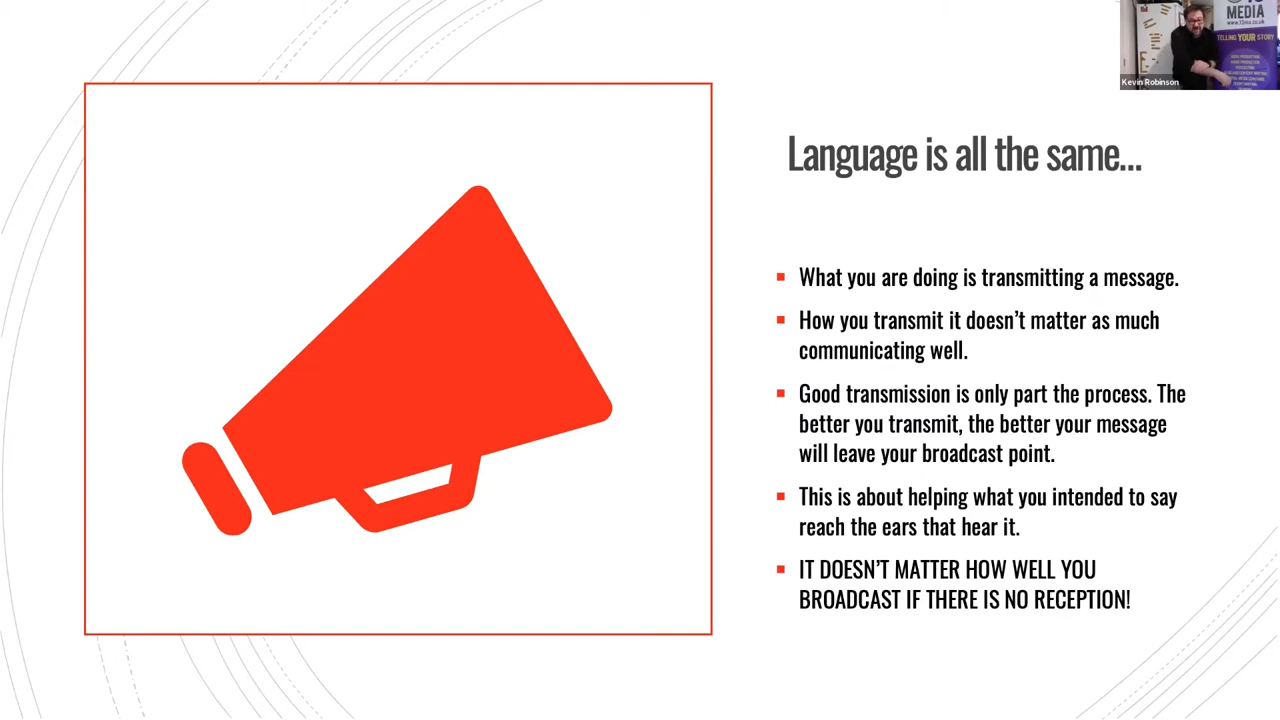 MEDIA
TELLING YOUR STORY
Kevin Robinson
Language is all the same...
What you are doing is transmitting a message.
How you transmit it doesn’t matter as much
communicating well.
Good transmission is only part the process. The
better you transmit, the better your message
will leave your broadcast point.
This is about helping what you intended to say
reach the ears that hear it.
IT DOESN’T MATTER HOW WELL YOU
BROADCAST IF THERE IS NO RECEPTION!